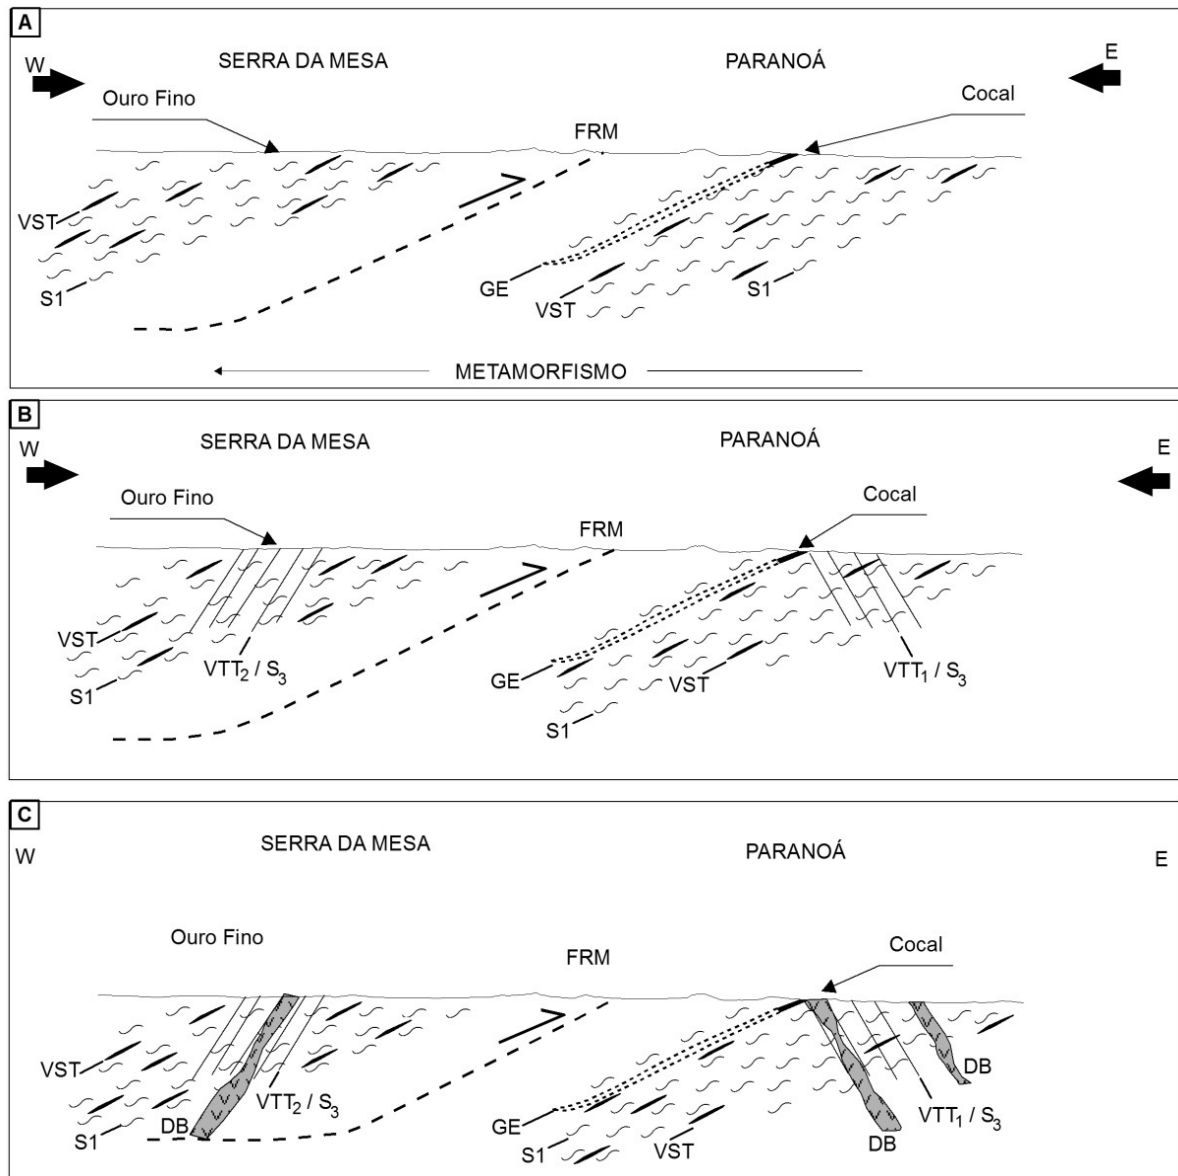 A
SERRA DA MESA
PARANOÁ
W
E
Ouro Fino
Cocal
FRM
VST
S1
GE
VST
S1
METAMORFISMO
B
SERRA DA MESA
PARANOÁ
W
E
Ouro Fino
Cocal
FRM
VST
VTT2 / S3
S1
GE
VST
VTT1 / S3
S1
C
SERRA DA MESA
PARANOÁ
W
E
Ouro Fino
FRM
Cocal
VST
VTT2 / S3
DB
S1
GE
S1
VST
DB
VTT1 / S3
DB